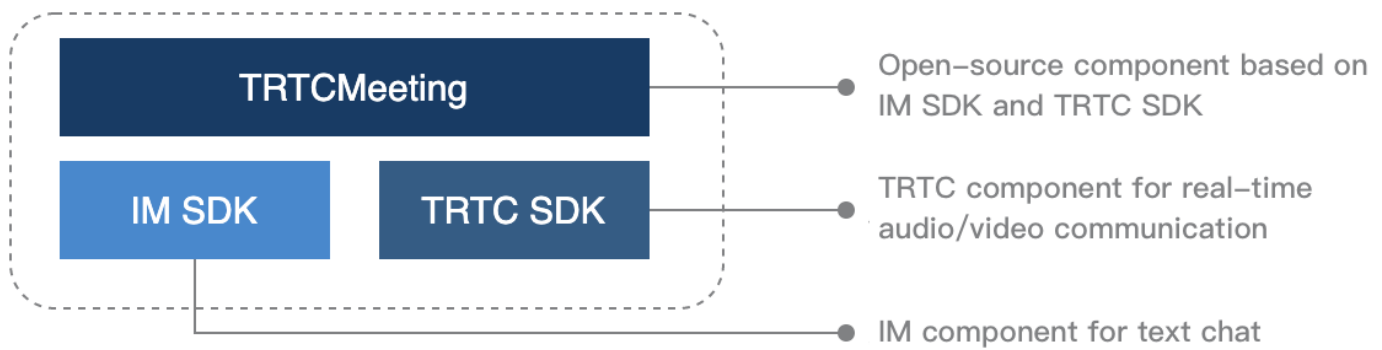 TRTCMeeting
Open-source component based on
IM SDK and TRTC SDK
IM SDK
TRTC SDK
TRTC component for real-time
audio/video communication
IM component for text chat